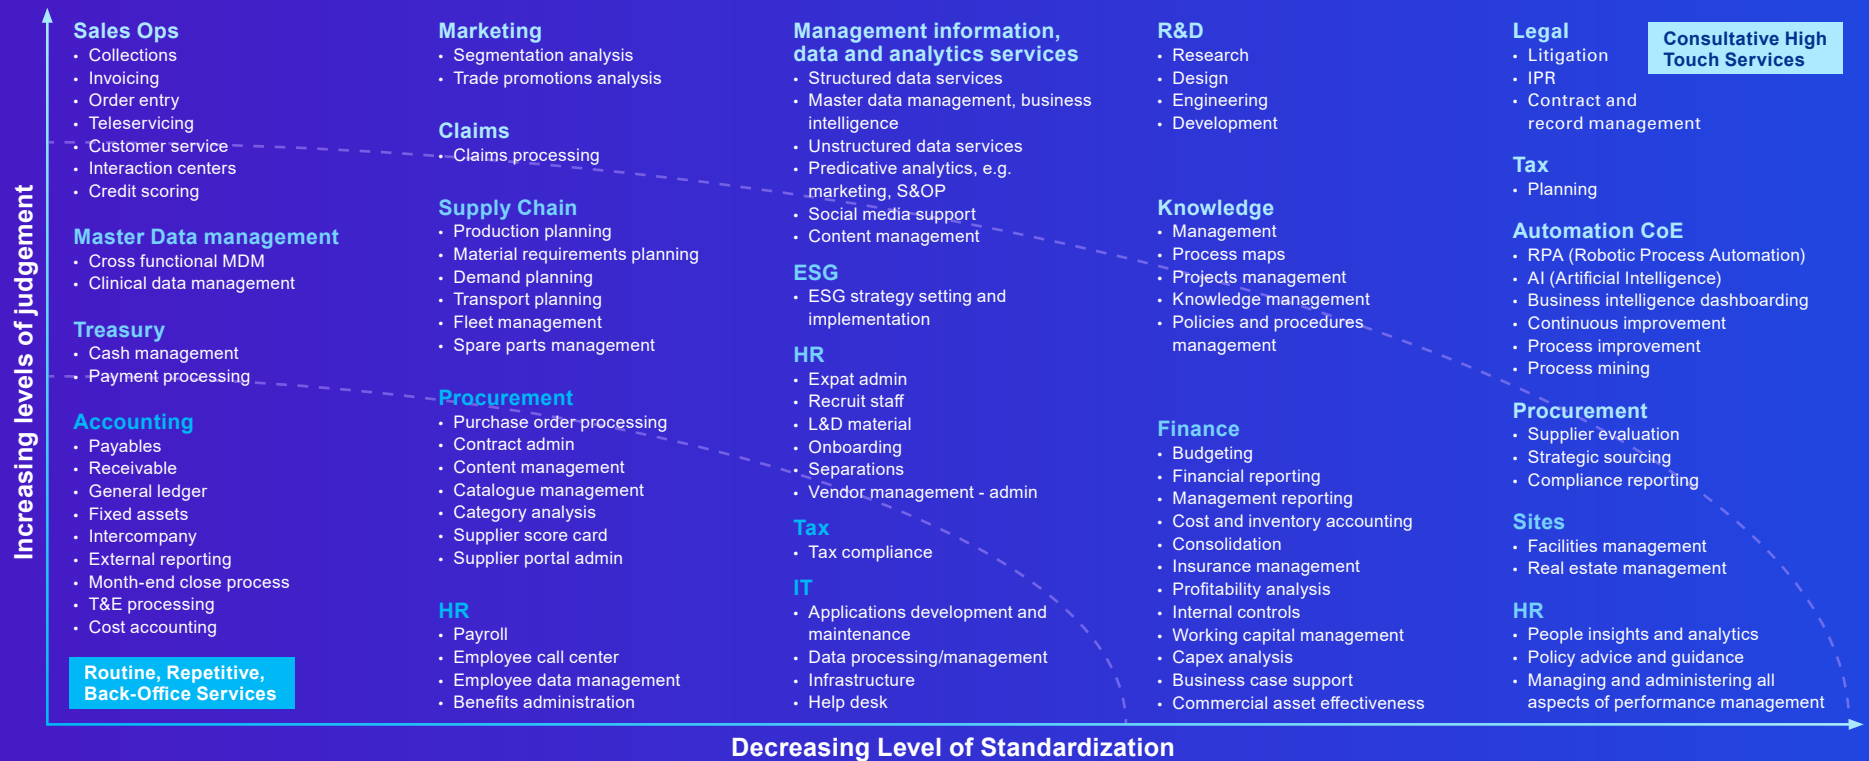 Increasing levels of judgement
Sales Ops
• Collections
• Invoicing
• Order entry
• Teleservicing
• Customer service
• Interaction centers
• Credit scoring
Master Data management
• Cross functional MDM
• Clinical data management
Treasury
• Cash management
• Payment processing
Accounting
• Payables
• Receivable
• General ledger
• Fixed assets
• Intercompany
• External reporting
• Month-end close process
• T&E processing
• Cost accounting
Routine, Repetitive,
Back-Office Services
Marketing
• Segmentation analysis
• Trade promotions analysis
Claims
• Claims processing
Supply Chain
• Production planning
• Material requirements planning
• Demand planning
• Transport planning
• Fleet management
• Spare parts management
Procurement
• Purchase order processing
• Contract admin
• Content management
• Catalogue management
• Category analysis
• Supplier score card
• Supplier portal admin
HR
• Payroll
• Employee call center
• Employee data management
• Benefits administration
Management information,
data and analytics services
• Structured data services
• Master data management, business
intelligence
• Unstructured data services
• Predicative analytics, e.g.
marketing, S&OP
• Social media support
• Content management
ESG
• ESG strategy setting and
implementation
HR
• Expat admin
• Recruit staff
• L&D material
• Onboarding
• Separations
• Vendor management - admin
Tax
• Tax compliance
IT
• Applications development and
maintenance
• Data processing/management
• Infrastructure
• Help desk
R&D
• Research
• Design
• Engineering
• Development
Knowledge
• Management
• Process maps
• Projects management
• Knowledge management
• Policies and procedures
management
Finance
• Budgeting
• Financial reporting
• Management reporting
• Cost and inventory accounting
• Consolidation
• Insurance management
• Profitability analysis
• Internal controls
• Working capital management
• Capex analysis
• Business case support
• Commercial asset effectiveness
Legal
• Litigation
• IPR
• Contract and
record management
Consultative High
Touch Services
Tax
• Planning
Automation CoE
• RPA (Robotic Process Automation)
• AI (Artificial Intelligence)
• Business intelligence dashboarding
• Continuous improvement
• Process improvement
• Process mining
Procurement
• Supplier evaluation
• Strategic sourcing
• Compliance reporting
Sites
• Facilities management
• Real estate management
HR
• People insights and analytics
• Policy advice and guidance
• Managing and administering all
aspects of performance management
Decreasing Level of Standardization